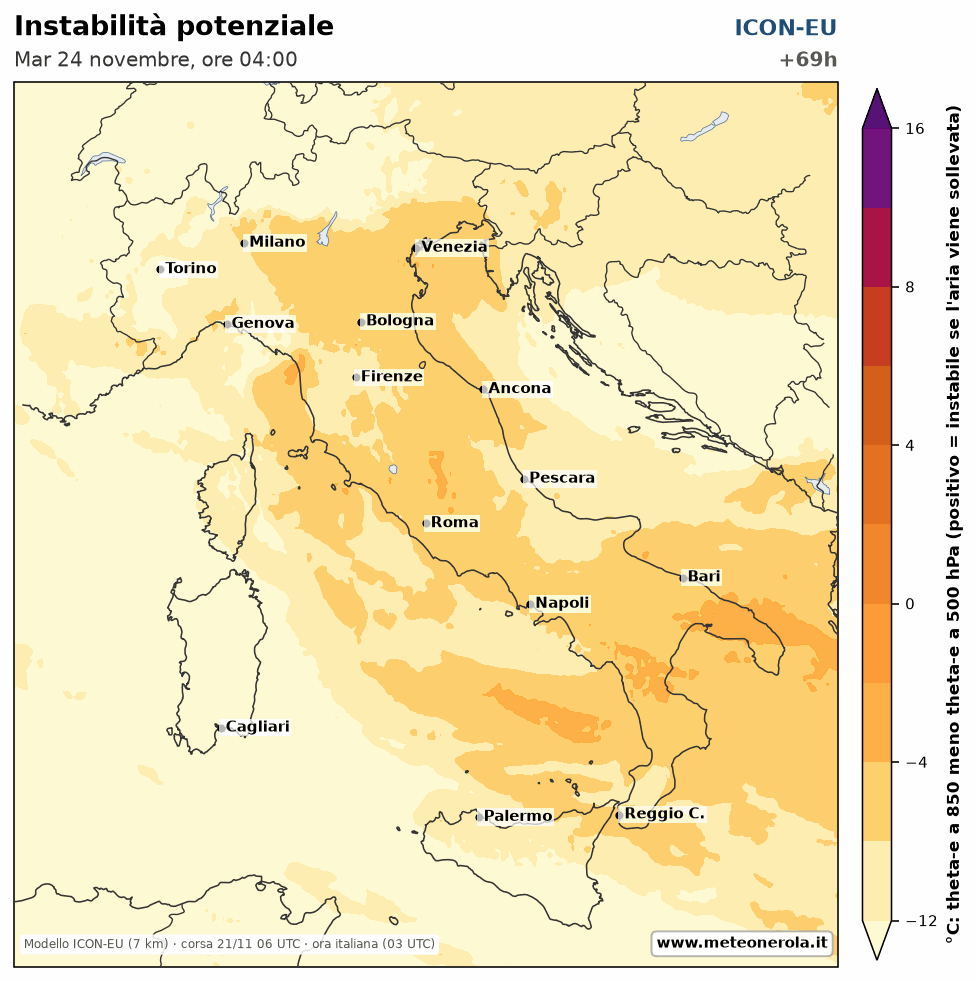 Instabilità potenziale
ICON-EU
Mar 24 novembre, ore 04:00
+69h
16
8
4
0
−4
−12
°C: theta-e a 850 meno theta-e a 500 hPa (positivo = instabile se l'aria viene sollevata)
Milano
Venezia
Torino
Genova
Bologna
Firenze
Ancona
Pescara
Roma
Bari
Napoli
Cagliari
Palermo
Reggio C.
Modello ICON-EU (7 km) · corsa 21/11 06 UTC · ora italiana (03 UTC)
www.meteonerola.it